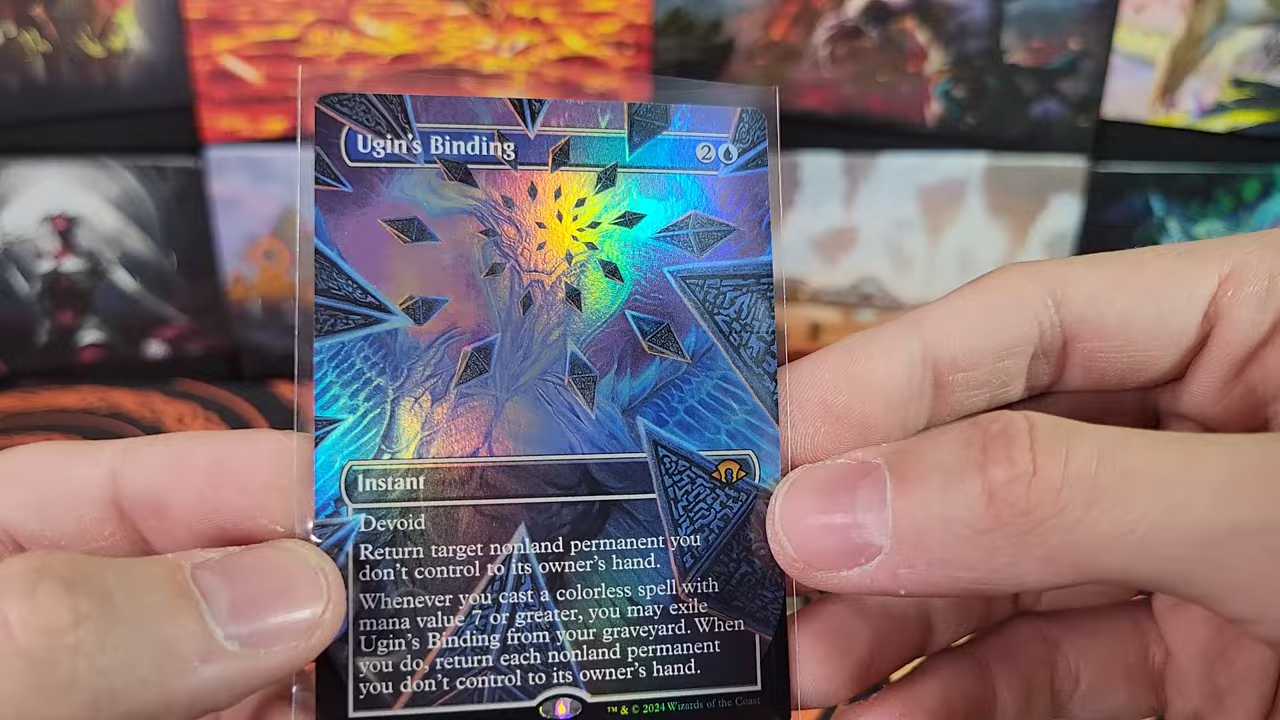 Ugin's Binding 2
Instant
Devoid
Return target nonland permanent you
don't control to its owner's hand.
Whenever you cast a colorless spell with
mana value 7 or greater, you may exile
Ugin's Binding from your graveyard. When
you do, return each nonland permanent
you don't control to its owner's hand.
™ & © 2024 Wizards of the Coast